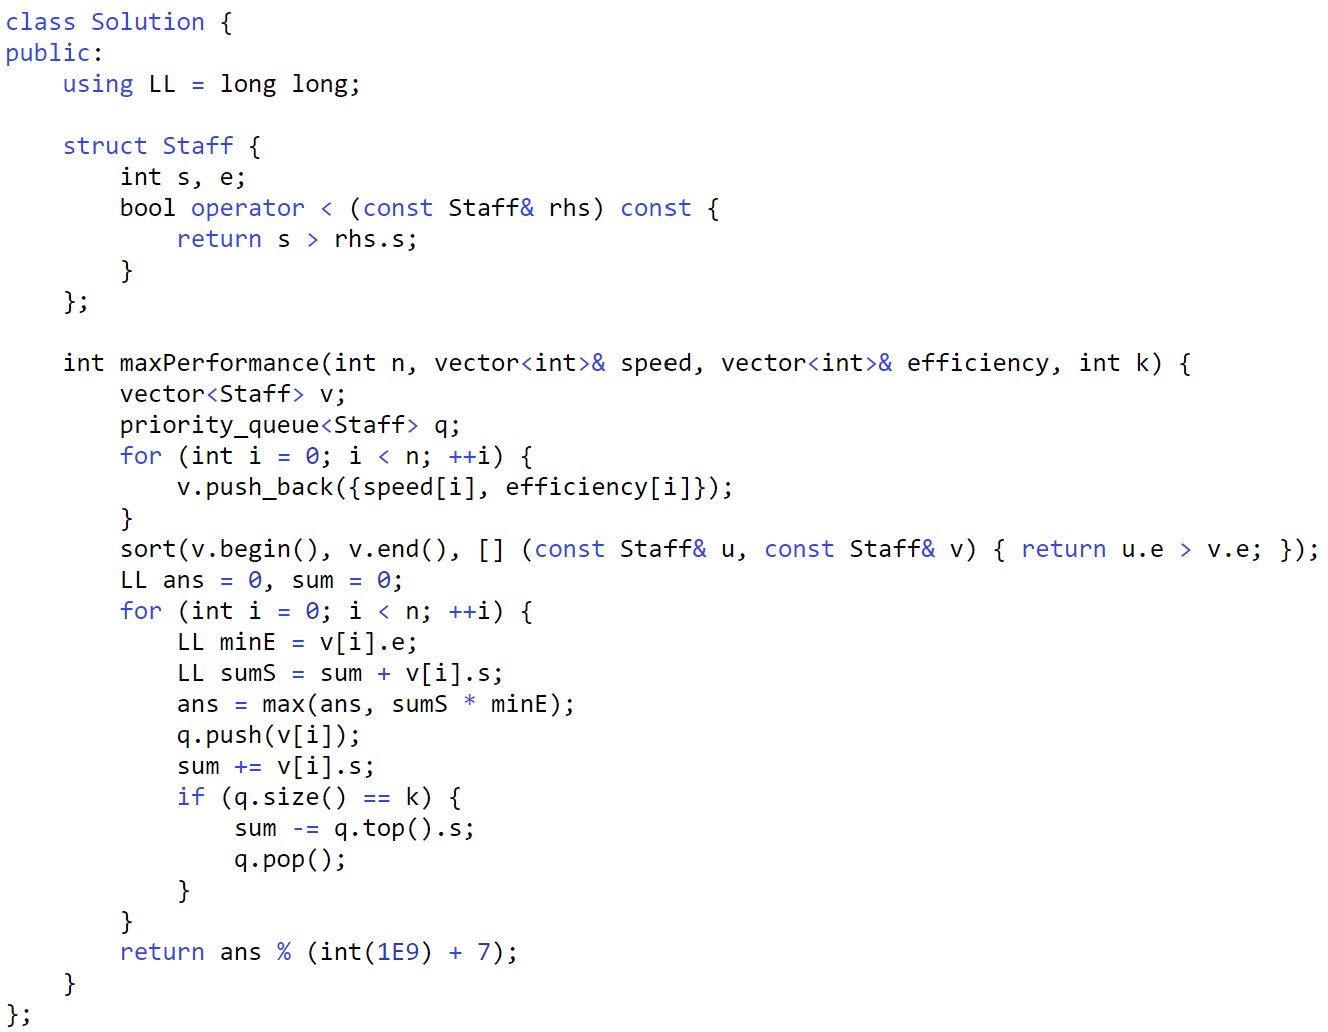 class Solution {
public:
    using LL = long long;

    struct Staff {
        int s, e;
        bool operator < (const Staff& rhs) const {
            return s > rhs.s;
        }
    };

    int maxPerformance(int n, vector<int>& speed, vector<int>& efficiency, int k) {
        vector<Staff> v;
        priority_queue<Staff> q;
        for (int i = 0; i < n; ++i) {
            v.push_back({speed[i], efficiency[i]});
        }
        sort(v.begin(), v.end(), [] (const Staff& u, const Staff& v) { return u.e > v.e; });
        LL ans = 0, sum = 0;
        for (int i = 0; i < n; ++i) {
            LL minE = v[i].e;
            LL sumS = sum + v[i].s;
            ans = max(ans, sumS * minE);
            q.push(v[i]);
            sum += v[i].s;
            if (q.size() == k) {
                sum -= q.top().s;
                q.pop();
            }
        }
        return ans % (int(1E9) + 7);
    }
};